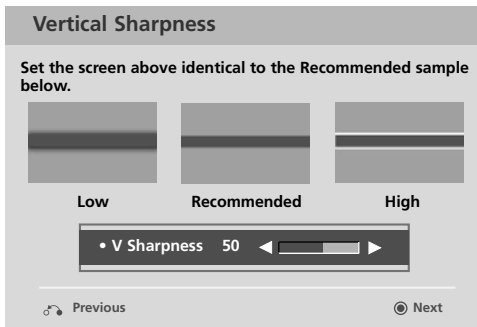 Vertical Sharpness
Set the screen above identical to the Recommended sample
below.
Low Recommended High
• V Sharpness 50
Previous Next